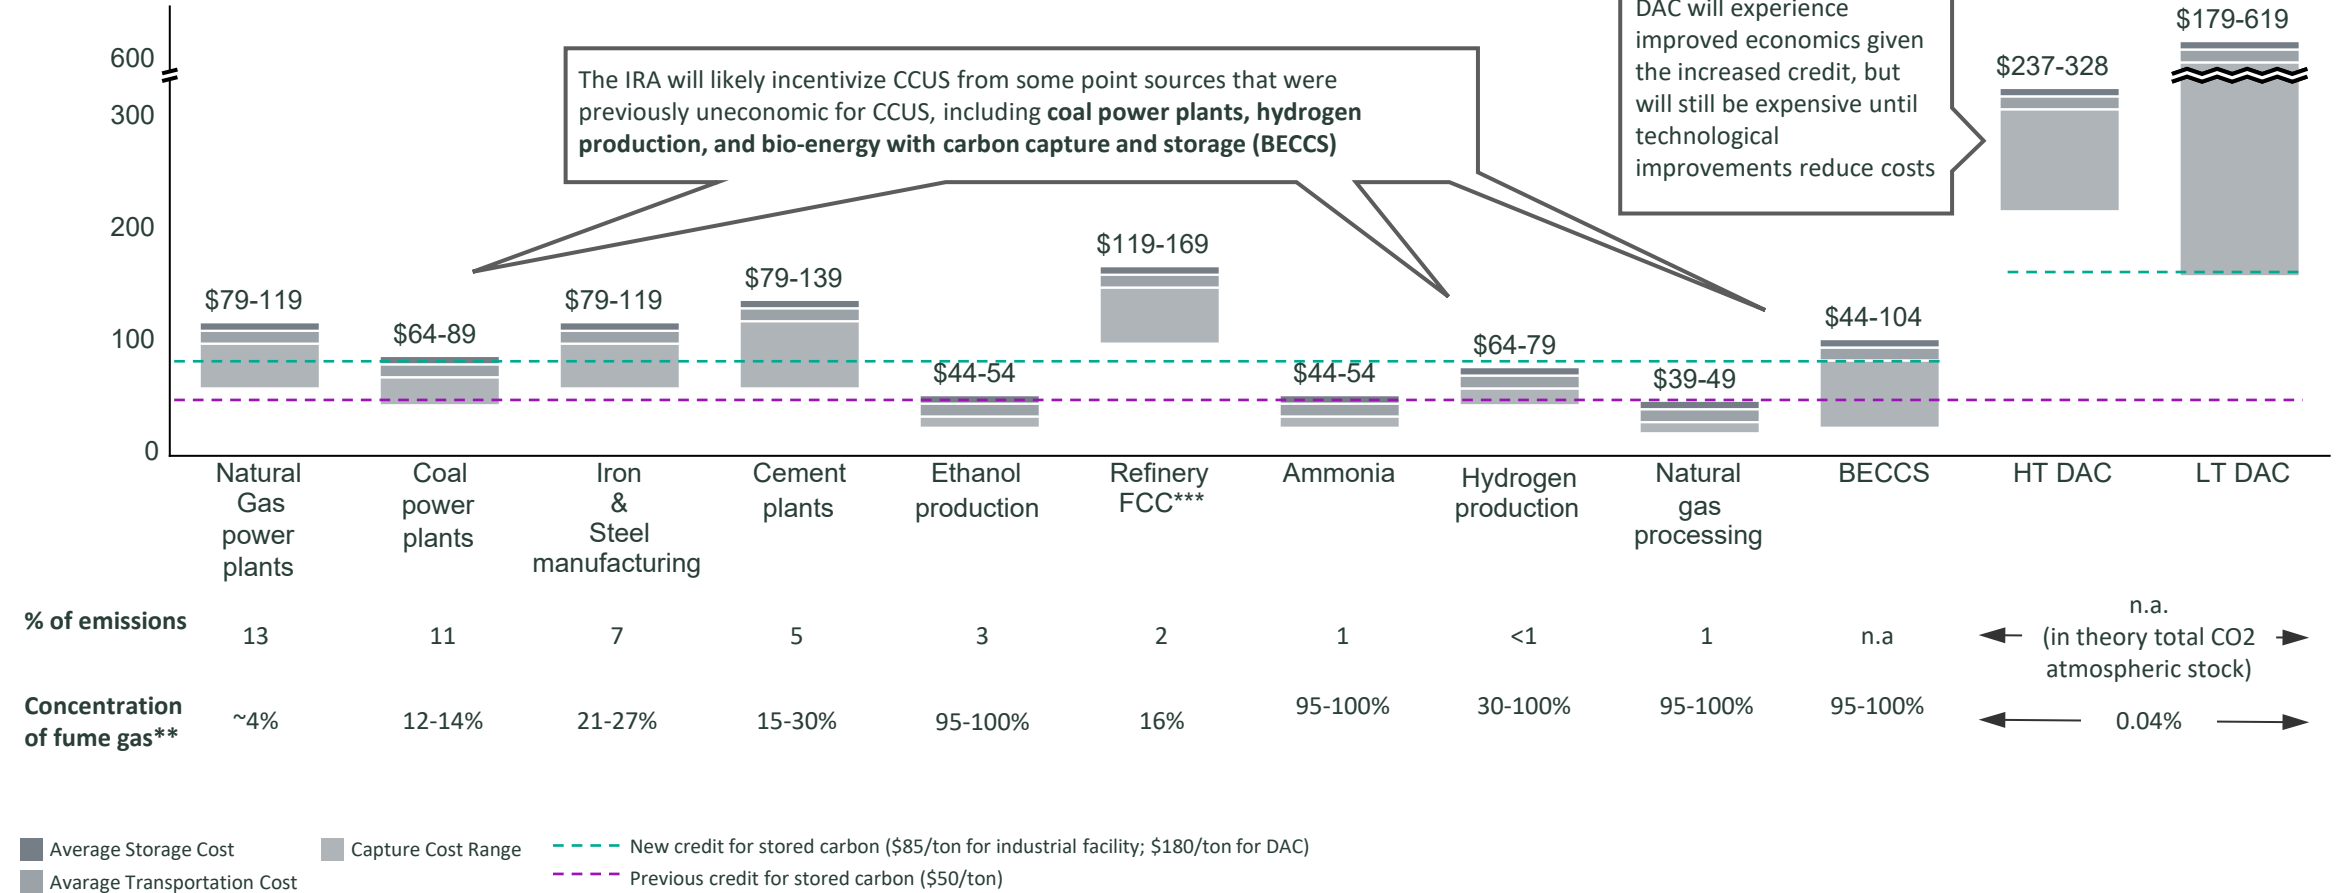 DAC will experience
improved economics given
the increased credit, but
will still be expensive until
technological
improvements reduce costs
The IRA will likely incentivize CCUS from some point sources that were
previously uneconomic for CCUS, including coal power plants, hydrogen
production, and bio-energy with carbon capture and storage (BECCS)
600
300
200
100
0
$79-119
$64-89
$79-119
$79-139
$44-54
$119-169
$44-54
$64-79
$39-49
$44-104
$237-328
$179-619
Natural
Gas
power
plants
Coal
power
plants
Iron
&
Steel
manufacturing
Cement
plants
Ethanol
production
Refinery
FCC***
Ammonia
Hydrogen
production
Natural
gas
processing
BECCS
HT DAC
LT DAC
% of emissions
13
11
7
5
3
2
1
<1
1
n.a
n.a.
(in theory total CO2
atmospheric stock)
Concentration
of fume gas**
~4%
12-14%
21-27%
15-30%
95-100%
16%
95-100%
30-100%
95-100%
95-100%
0.04%
Average Storage Cost
Avarage Transportation Cost
Capture Cost Range
New credit for stored carbon ($85/ton for industrial facility; $180/ton for DAC)
Previous credit for stored carbon ($50/ton)